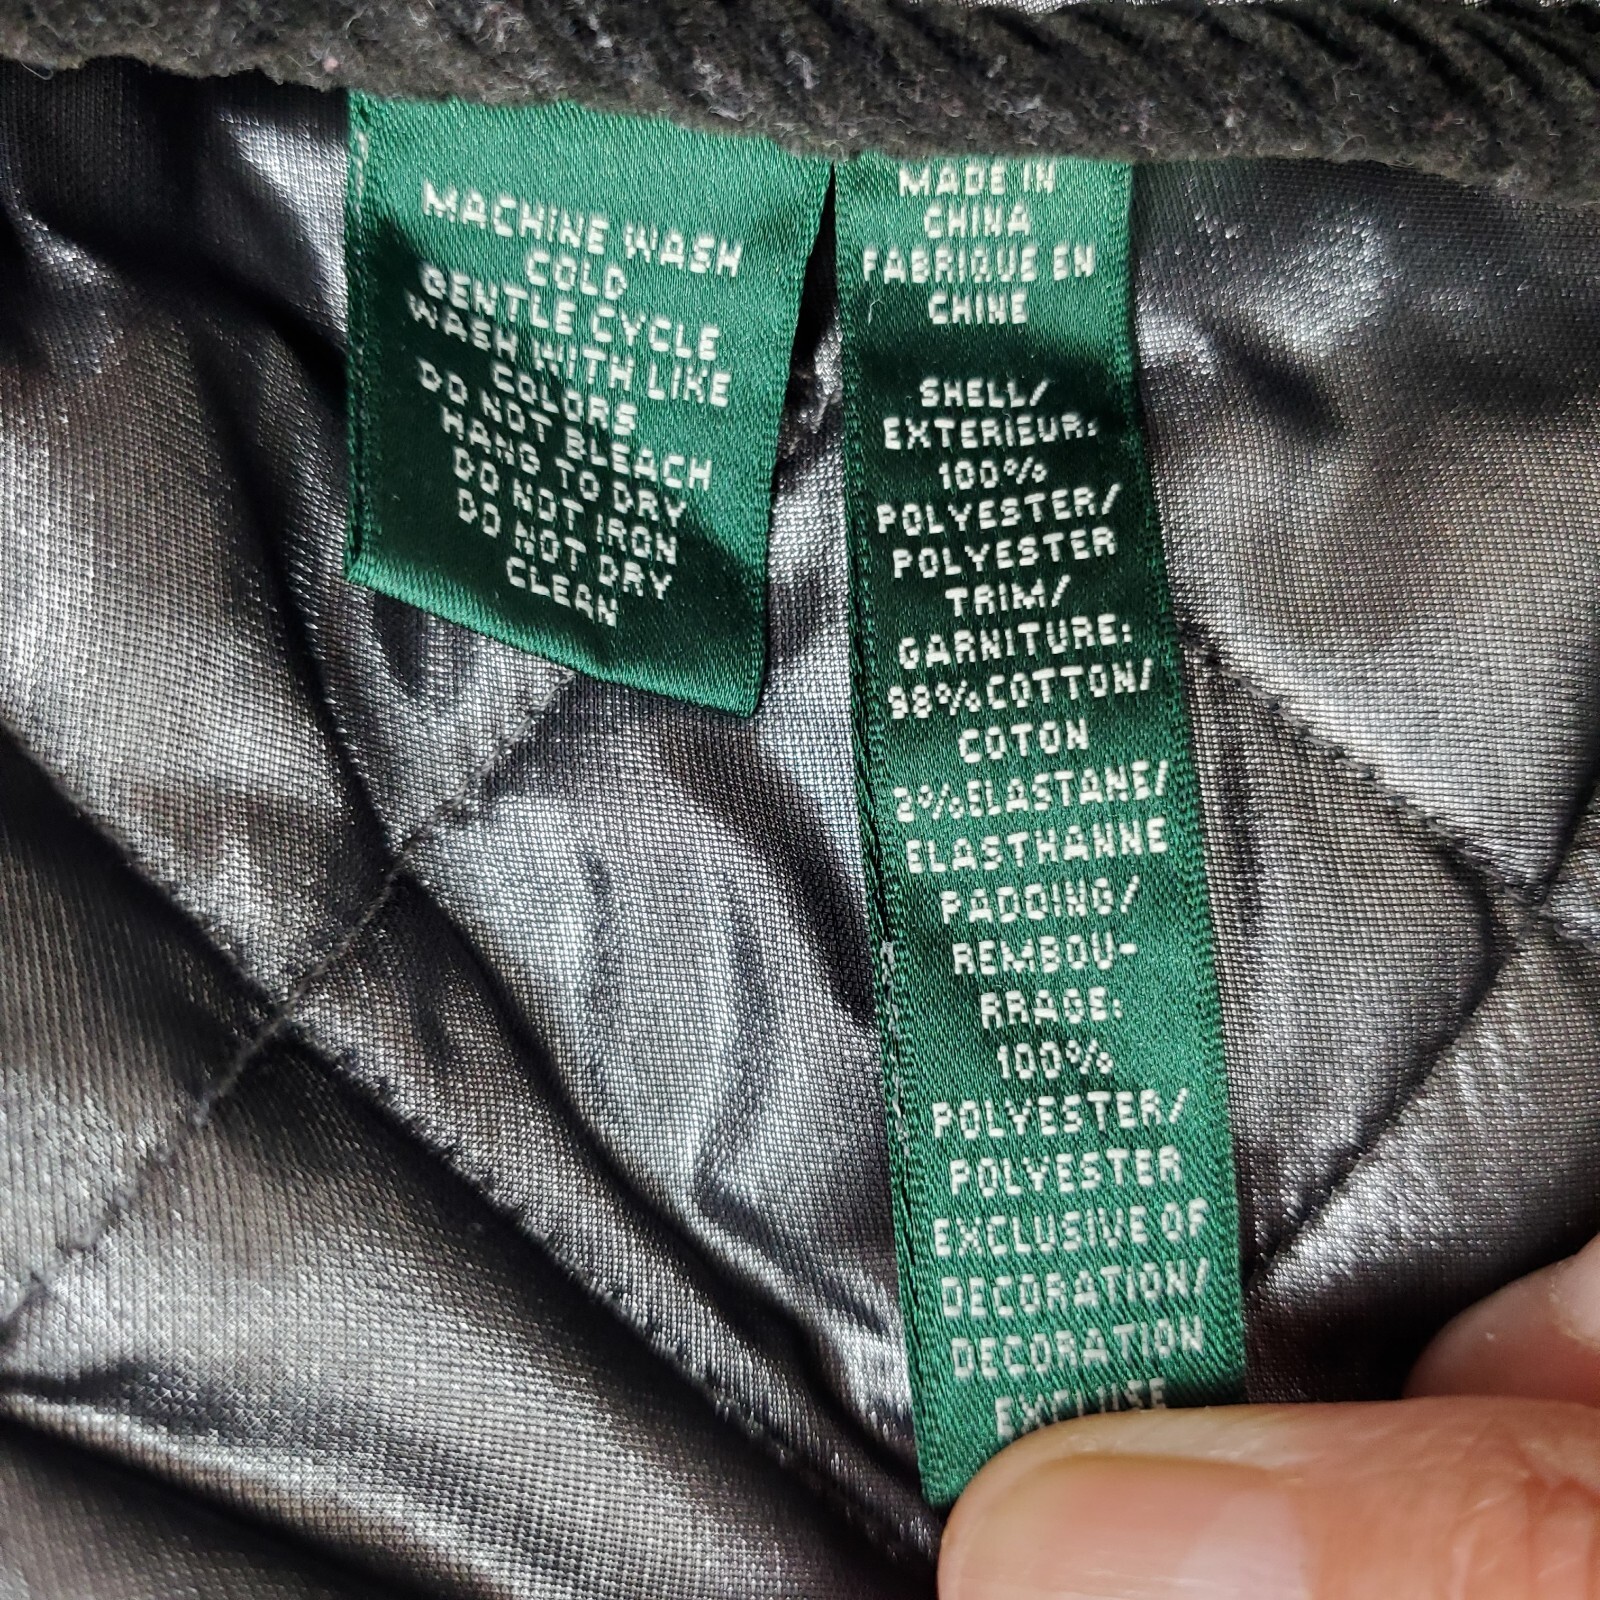 MACHINE WASH
COLD
GENTLE CYCLE
WASH WITH LIKE
COLORS
DO NOT BLEACH
HANG TO DRY
DO NOT IRON
DO NOT DRY
CLEAN
MADE IN
CHINA
FABRIQUE EN
CHINE
SHELL/
EXTERIEUR:
100%
POLYESTER/
POLYESTER
TRIM/
GARNITURE:
98%COTTON/
COTON
2%ELASTANE/
ELASTHANNE
PADDING/
REMBOU-
RRAGE:
100%
POLYESTER/
POLYESTER
EXCLUSIVE OF
DECORATION/
DECORATION